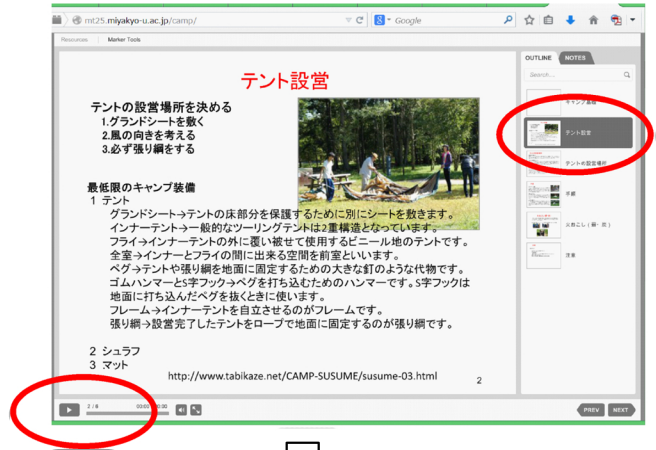 mt25.miyakyo-u.ac.jp/camp/
Google
Resources
Marker Tools
OUTLINE
NOTES
Search...
テント設営
テントの設営場所を決める
1.グランドシートを敷く
2.風の向きを考える
3.必ず張り綱をする
最低限のキャンプ装備
1 テント
グランドシート→テントの床部分を保護するために別にシートを敷きます。
インナーテント→一般的なツーリングテントは2重構造となっています。
フライ→インナーテントの外に覆い被せて使用するビニール地のテントです。
全室→インナーとフライの間に出来る空間を前室といいます。
ペグ→テントや張り綱を地面に固定するための大きな釘のような代物です。
ゴムハンマーとS字フック→ペグを打ち込むためのハンマーです。S字フックは
地面に打ち込んだペグを抜くときに使います。
フレーム→インナーテントを自立させるのがフレームです。
張り綱→設営完了したテントをロープで地面に固定するのが張り綱です。
2 シュラフ
3 マット
http://www.tabikaze.net/CAMP-SUSUME/susume-03.html
2
キャンプ基礎
テント設営
テントの設営場所
注意
2 / 6
PREV
NEXT